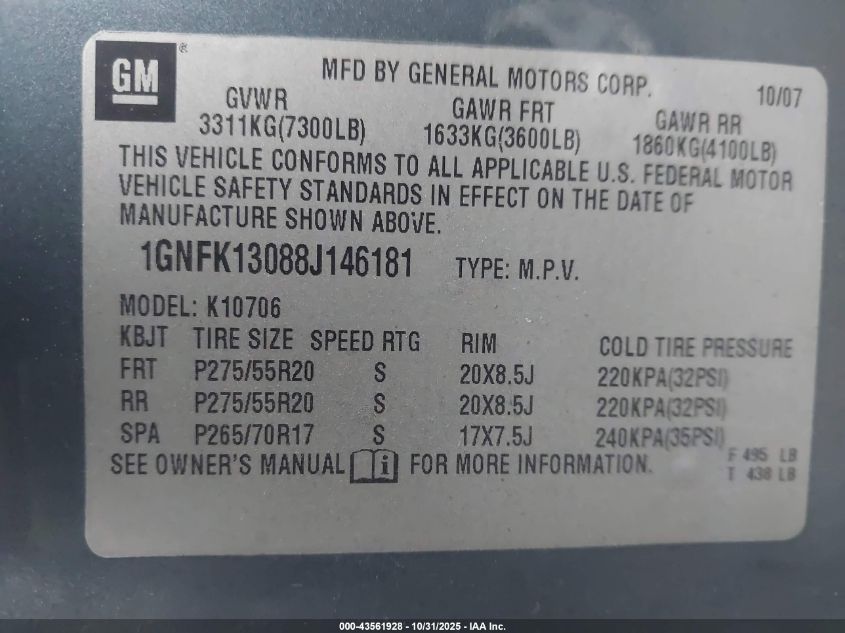 GM ®
MFD BY GENERAL MOTORS CORP. 10/07
GVWR GAWR FRT GAWR RR
3311KG(7300LB) 1633KG(3600LB) 1860KG(4100LB)
THIS VEHICLE CONFORMS TO ALL APPLICABLE U.S. FEDERAL MOTOR
VEHICLE SAFETY STANDARDS IN EFFECT ON THE DATE OF
MANUFACTURE SHOWN ABOVE.
1GNFK13088J146181 TYPE: M.P.V.
MODEL: K10706
KBJT TIRE SIZE SPEED RTG RIM COLD TIRE PRESSURE
FRT P275/55R20 S 20X8.5J 220KPA(32PSI)
RR P275/55R20 S 20X8.5J 220KPA(32PSI)
SPA P265/70R17 S 17X7.5J 240KPA(35PSI)
SEE OWNER'S MANUAL i FOR MORE INFORMATION.
F 495 LB
T 438 LB
000-43561928 - 10/31/2025 - IAA Inc.